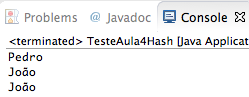 Problems @ Javadoc Console
<terminated> TesteAula4Hash [Java Applicat
Pedro
João
João